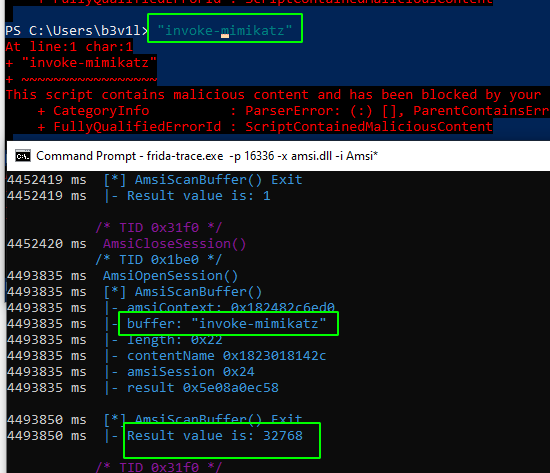 + FullyQualifiedErrorId : ScriptContainedMaliciousContent
PS C:\Users\b3v1l> "invoke-mimikatz"
At line:1 char:1
+ "invoke-mimikatz"
+ ~~~~~~~~~~~~~~~~~
This script contains malicious content and has been blocked by your
+ CategoryInfo : ParserError: (:) [], ParentContainsErr
+ FullyQualifiedErrorId : ScriptContainedMaliciousContent
Command Prompt - frida-trace.exe -p 16336 -x amsi.dll -i Amsi*
4452419 ms [*] AmsiScanBuffer() Exit
4452419 ms |- Result value is: 1
/* TID 0x31f0 */
4452420 ms AmsiCloseSession()
/* TID 0x1be0 */
4493835 ms AmsiOpenSession()
4493835 ms [*] AmsiScanBuffer()
4493835 ms |- amsiContext: 0x182482c6ed0
4493835 ms |- buffer: "invoke-mimikatz"
4493835 ms |- length: 0x22
4493835 ms |- contentName 0x1823018142c
4493835 ms |- amsiSession 0x24
4493835 ms |- result 0x5e08a0ec58
4493850 ms [*] AmsiScanBuffer() Exit
4493850 ms |- Result value is: 32768
/* TID 0x31f0 */